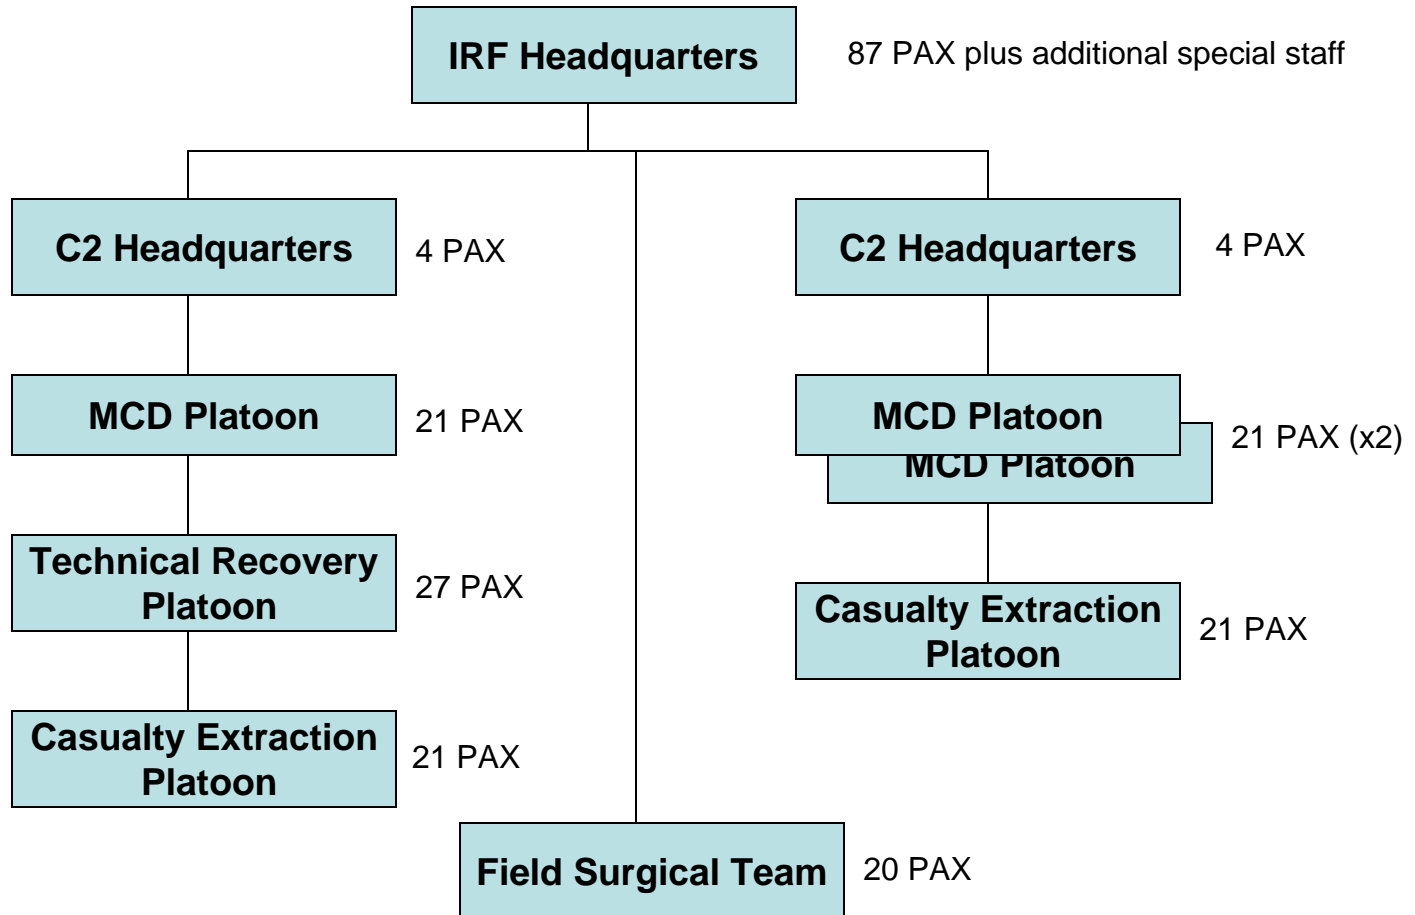 IRF Headquarters
87 PAX plus additional special staff
C2 Headquarters
4 PAX
C2 Headquarters
4 PAX
MCD Platoon
21 PAX
MCD Platoon
MCD Platoon
21 PAX (x2)
Technical Recovery
Platoon
27 PAX
Casualty Extraction
Platoon
21 PAX
Casualty Extraction
Platoon
21 PAX
Field Surgical Team
20 PAX